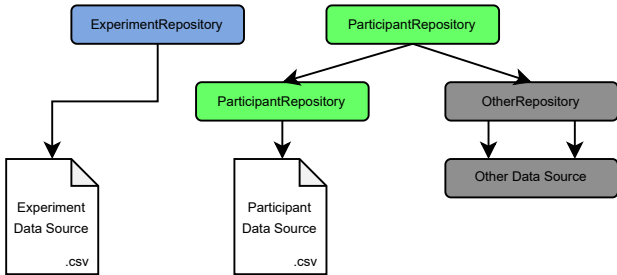 ExperimentRepository
ParticipantRepository
ParticipantRepository
OtherRepository
Other Data Source
Experiment
Data Source
.csv
Participant
Data Source
.csv